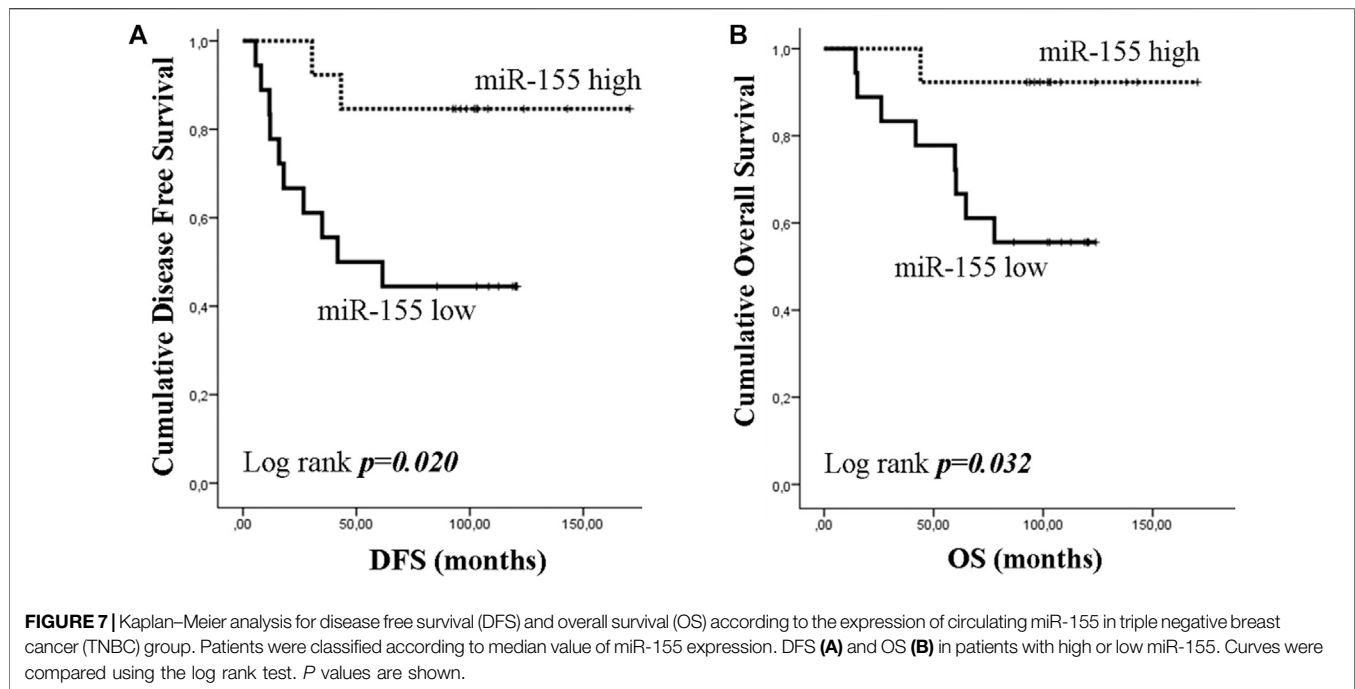 A
Cumulative Disease Free Survival
1,0
0,8
0,6
0,4
0,2
0,0
miR-155 high
miR-155 low
Log rank p=0.020
,00 50,00 100,00 150,00
DFS (months)
B
Cumulative Overall Survival
1,0
0,8
0,6
0,4
0,2
0,0
miR-155 high
miR-155 low
Log rank p=0.032
,00 50,00 100,00 150,00
OS (months)
FIGURE 7 | Kaplan–Meier analysis for disease free survival (DFS) and overall survival (OS) according to the expression of circulating miR-155 in triple negative breast
cancer (TNBC) group. Patients were classified according to median value of miR-155 expression. DFS (A) and OS (B) in patients with high or low miR-155. Curves were
compared using the log rank test. P values are shown.